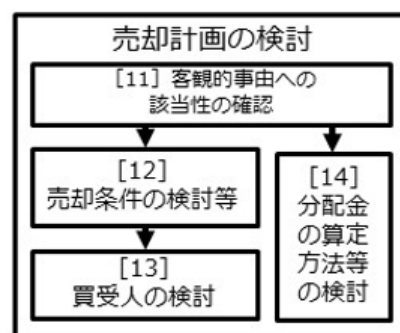 売却計画の検討
[11] 客観的事由への
該当性の確認
[12]
売却条件の検討等
[13]
買受人の検討
[14]
分配金
の算定
方法等
の検討